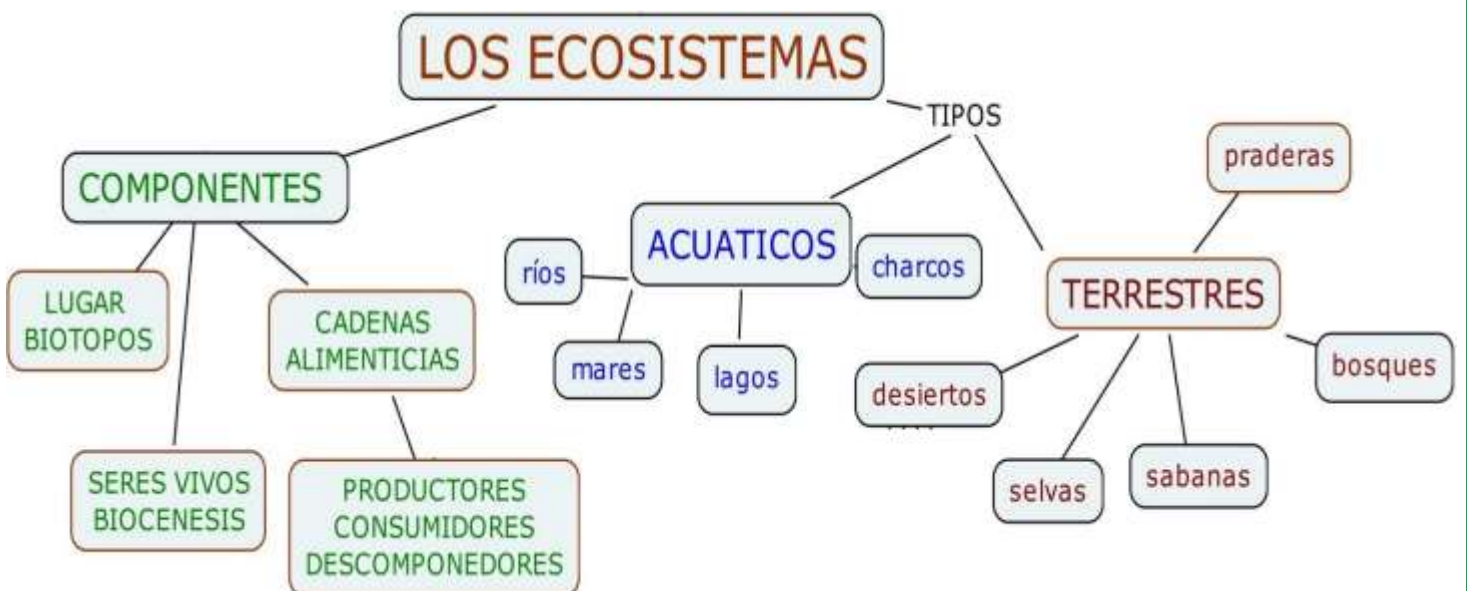 LOS ECOSISTEMAS
TIPOS
COMPONENTES
LUGAR
BIOTOPOS
SERES VIVOS
BIOCENESIS
CADENAS
ALIMENTICIAS
PRODUCTORES
CONSUMIDORES
DESCOMPONEDORES
ACUATICOS
ríos
mares
lagos
charcos
TERRESTRES
praderas
desiertos
....
selvas
sabanas
bosques